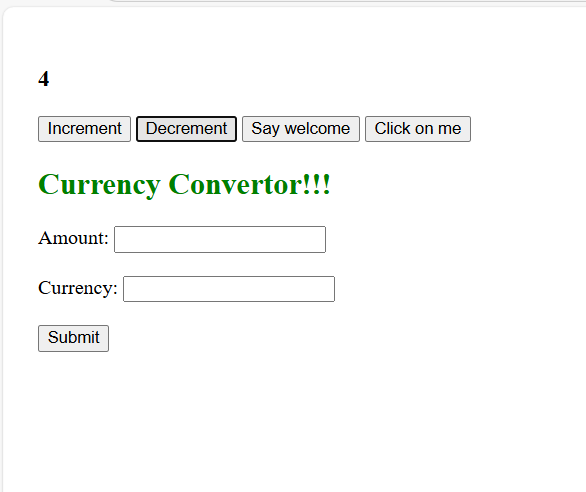 4
Increment Decrement Say welcome Click on me
Currency Convertor!!!
Amount:
Currency:
Submit